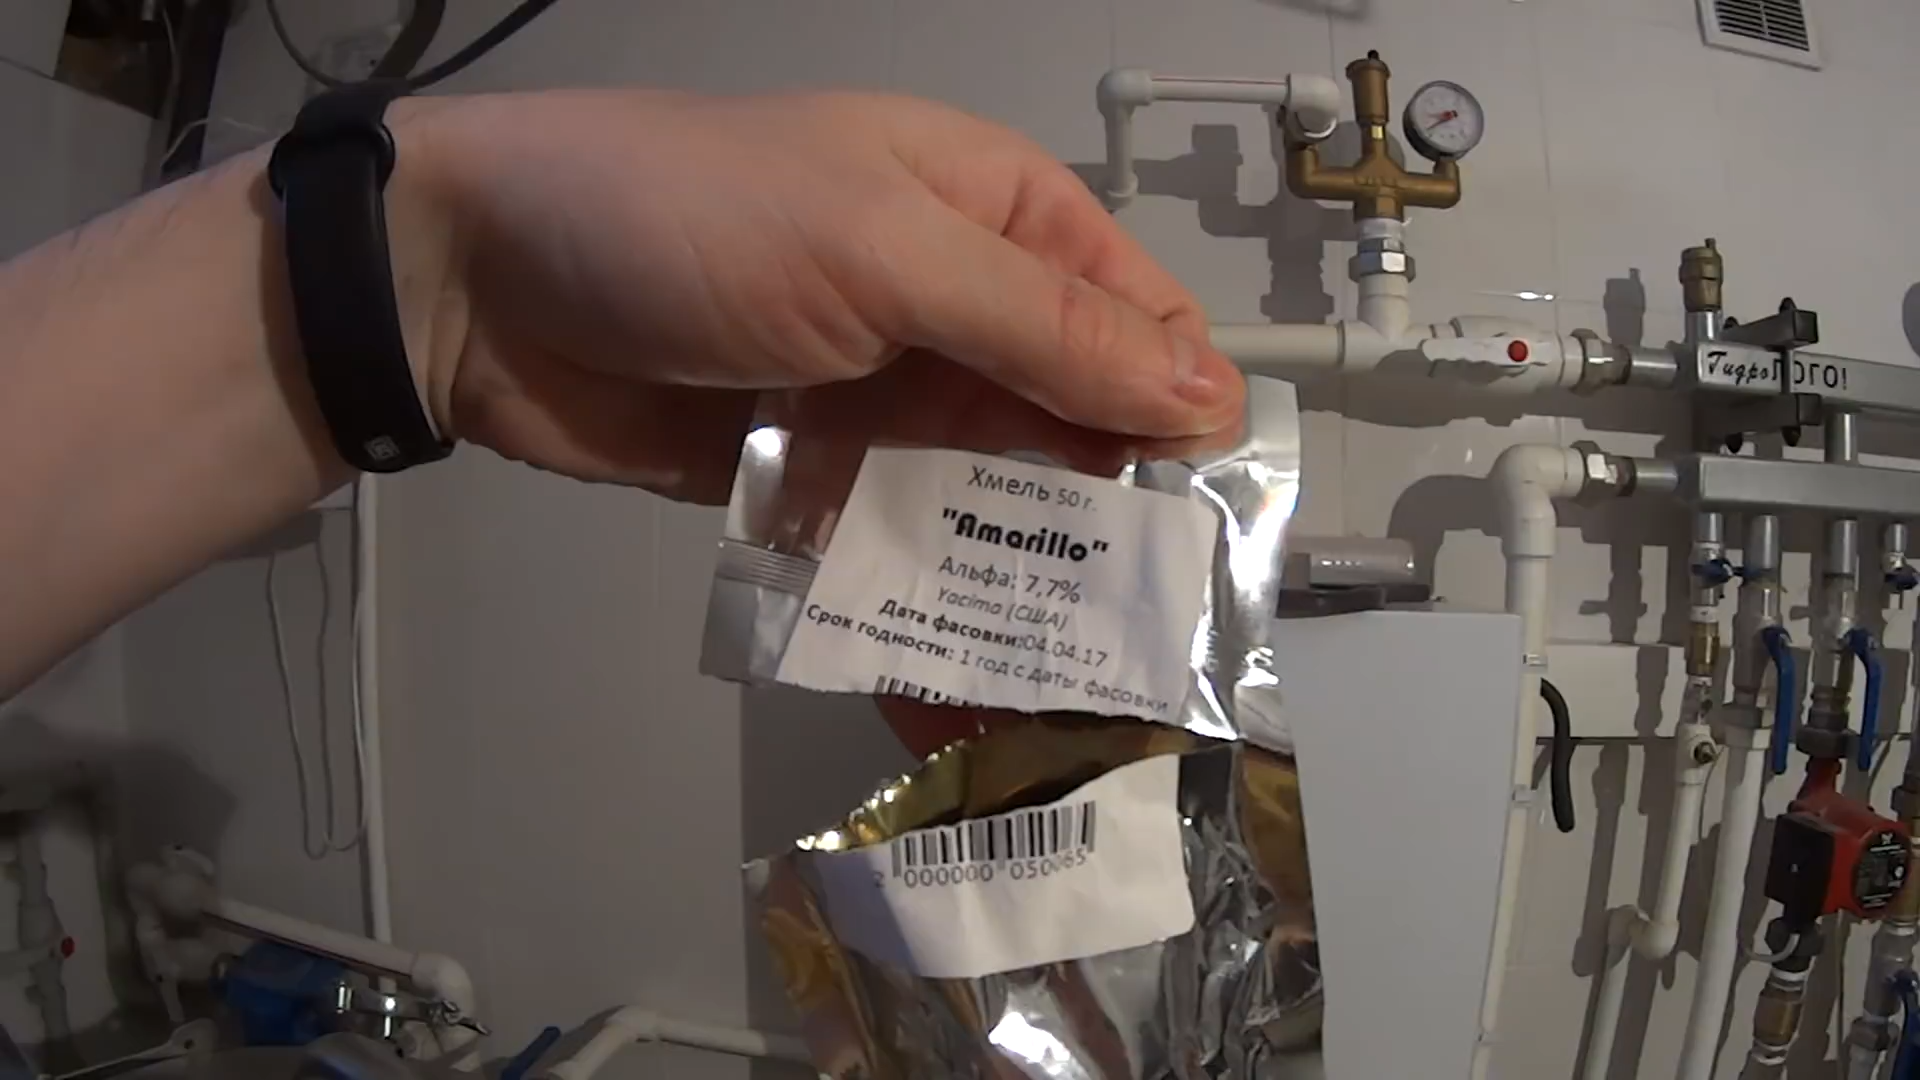 Хмель 50 г.
"Amarillo"
Альфа: 7,7%
Yacima (США)
Дата фасовки:04.04.17
Срок годности: 1 год с даты фасовки
2 000000 050065
ГидроЛОГО!